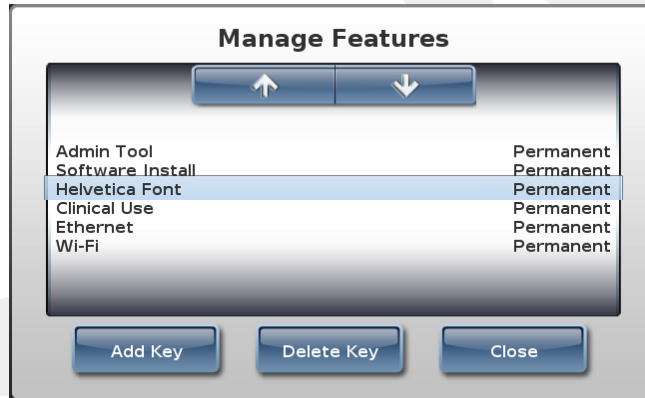 Manage Features
Admin Tool Permanent
Software Install Permanent
Helvetica Font Permanent
Clinical Use Permanent
Ethernet Permanent
Wi-Fi Permanent
Add Key Delete Key Close